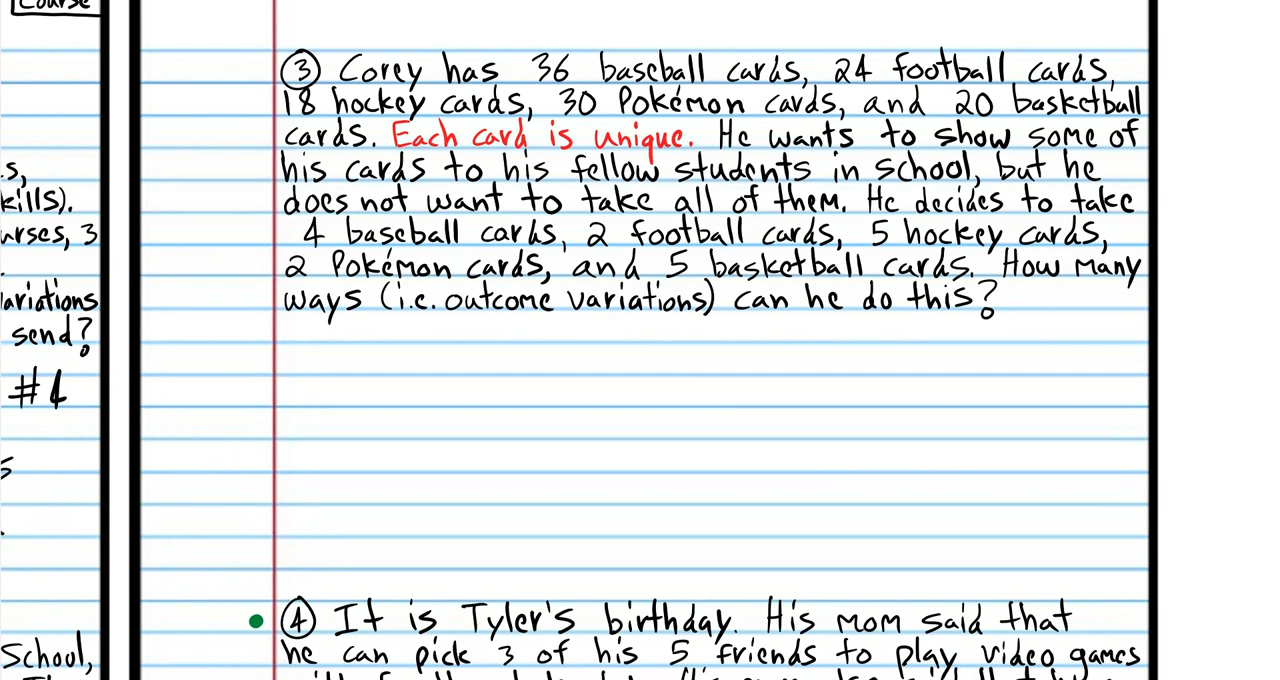 Course
s,
kills).
urses, 3
ariations
send?
#1
③ Corey has 36 baseball cards, 24 football cards,
18 hockey cards, 30 Pokémon cards, and 20 basketball
cards. Each card is unique. He wants to show some of
his cards to his fellow students in school, but he
does not want to take all of them. He decides to take
4 baseball cards, 2 football cards, 5 hockey cards,
2 Pokémon cards, and 5 basketball cards. How many
ways (i.e. outcome variations) can he do this?
④ It is Tyler's birthday. His mom said that
he can pick 3 of his 5 friends to play video games
School,